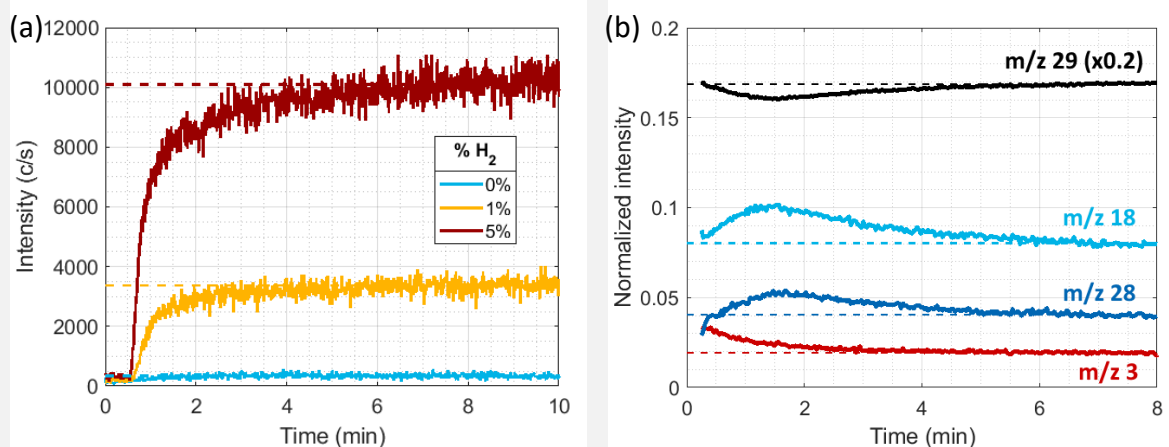 (a)
12000
10000
8000
6000
4000
2000
0
Intensity (c/s)
% H2
0%
1%
5%
0 2 4 6 8 10
Time (min)
(b)
0.2
0.15
0.1
0.05
0
Normalized intensity
m/z 29 (x0.2)
m/z 18
m/z 28
m/z 3
0 2 4 6 8
Time (min)